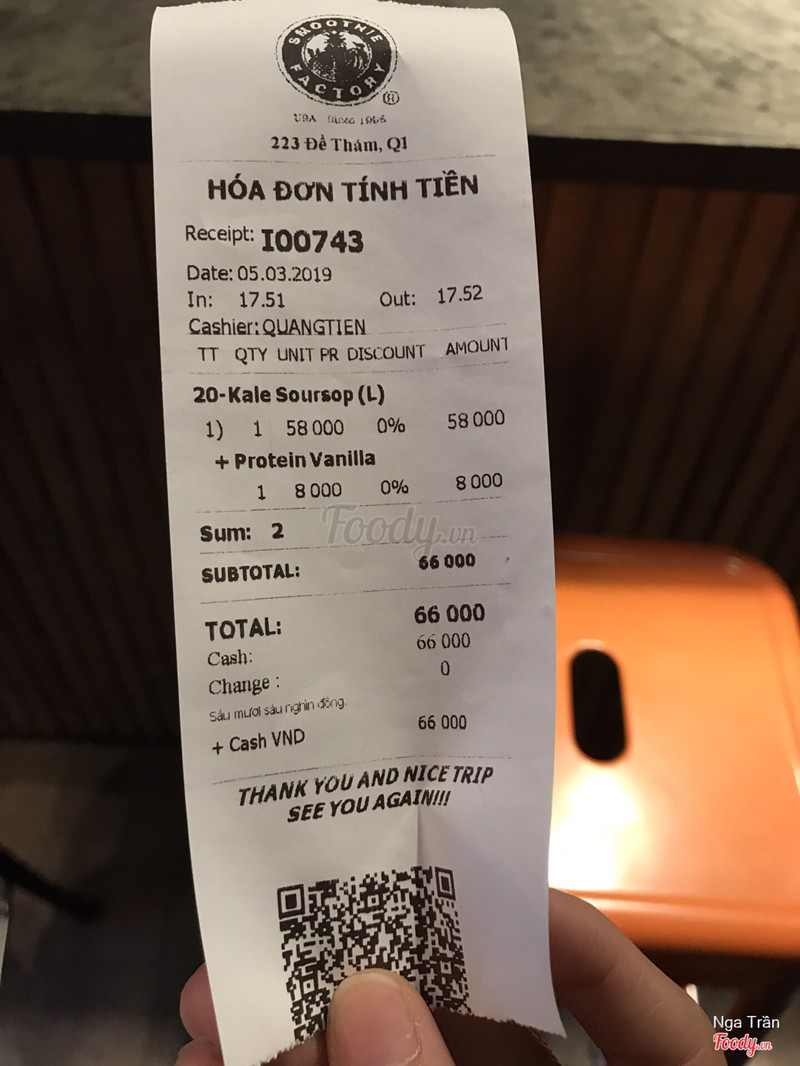 SMOOTHIE
FACTORY
®
USA Since 1996
223 Đề Thám, Q1
HÓA ĐƠN TÍNH TIỀN
Receipt: I00743
Date: 05.03.2019
In: 17.51 Out: 17.52
Cashier: QUANGTIEN
TT QTY UNIT PR DISCOUNT AMOUNT
20-Kale Soursop (L)
1) 1 58 000 0% 58 000
+ Protein Vanilla
1 8 000 0% 8 000
Sum: 2
Foody.vn
SUBTOTAL: 66 000
TOTAL: 66 000
Cash: 66 000
Change : 0
Sáu mươi sáu nghìn đồng.
+ Cash VND 66 000
THANK YOU AND NICE TRIP
SEE YOU AGAIN!!!
Nga Trần
Foody.vn